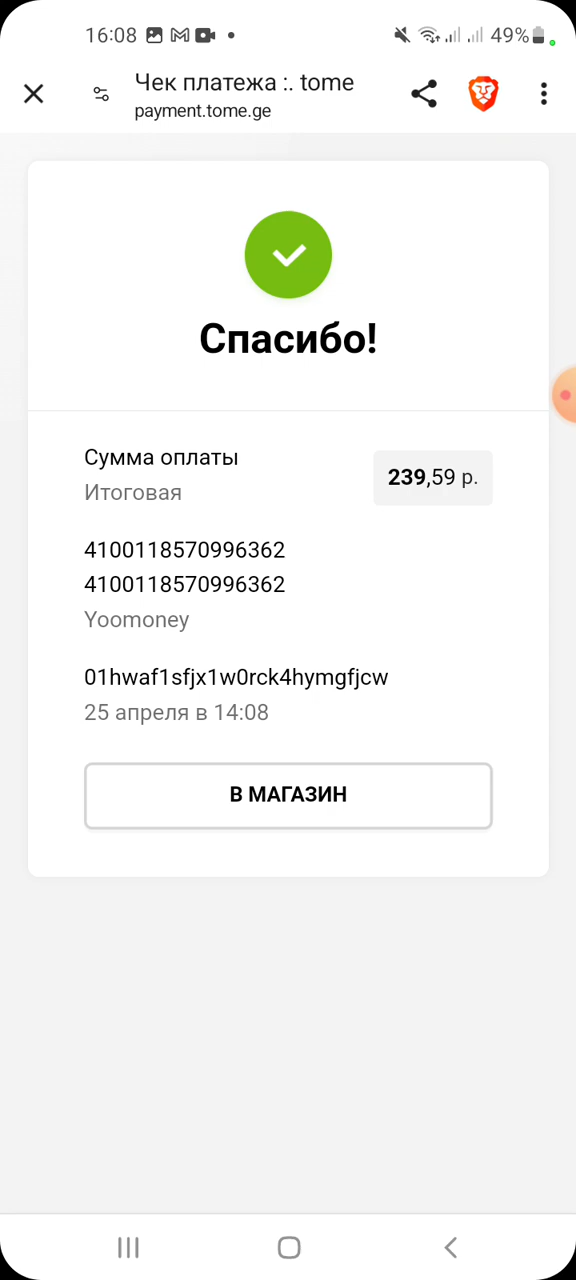 16:08
49%
Чек платежа :. tome
payment.tome.ge
Спасибо!
Сумма оплаты
Итоговая
239,59 р.
4100118570996362
4100118570996362
Yoomoney
01hwaf1sfjx1w0rck4hymgfjcw
25 апреля в 14:08
В МАГАЗИН